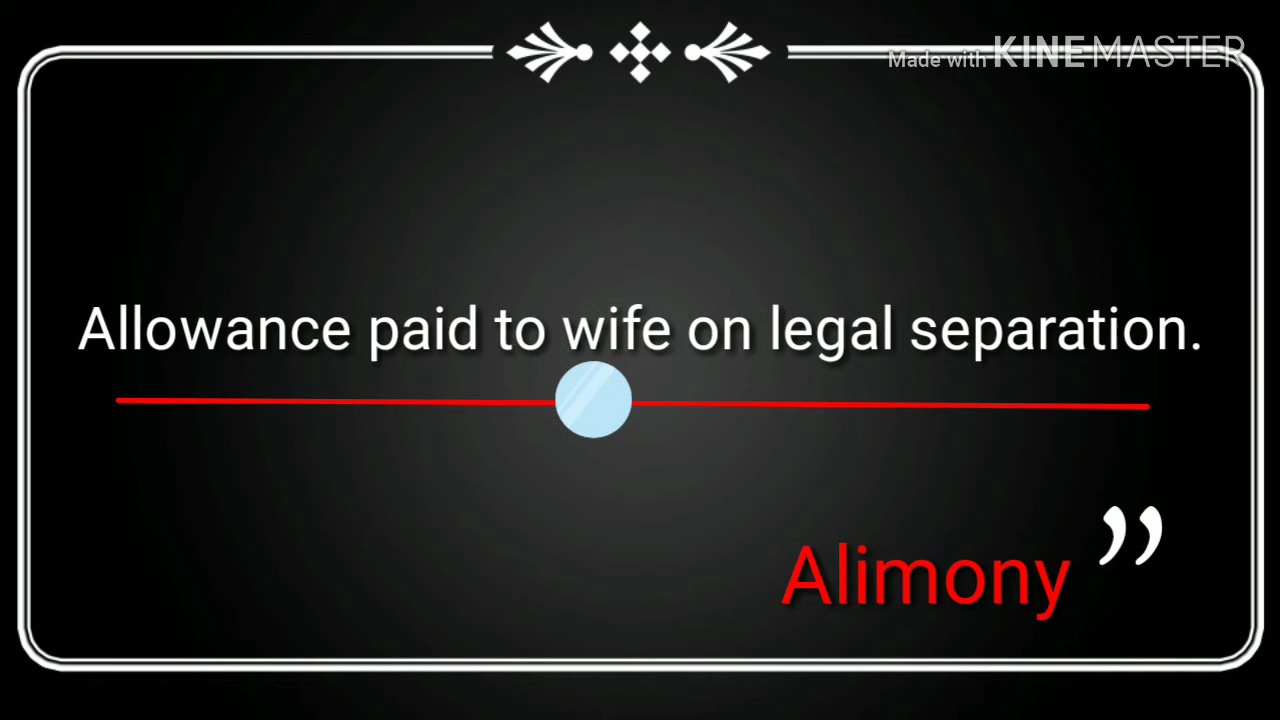 Made with KINEMASTER
Allowance paid to wife on legal separation.
Alimony ”